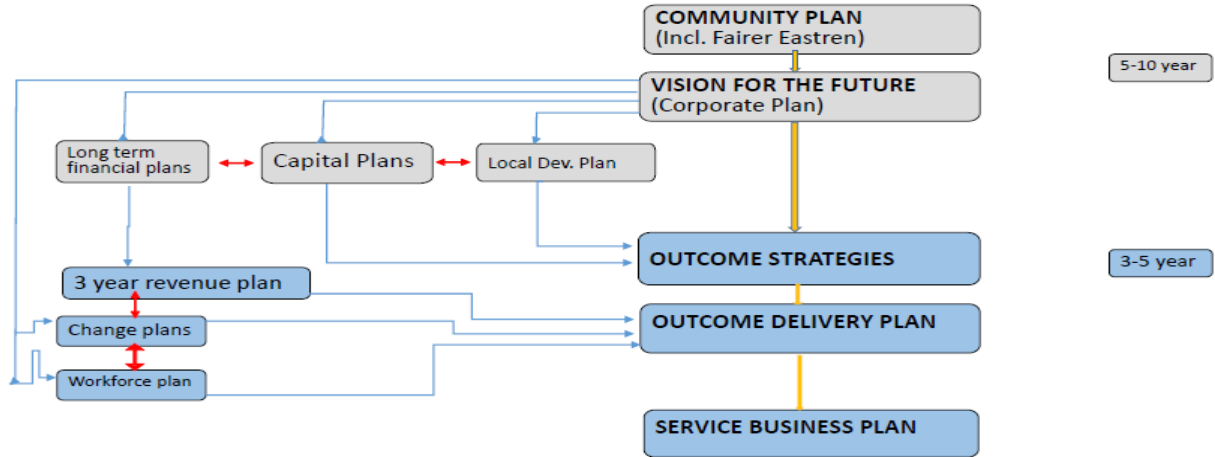 COMMUNITY PLAN
(Incl. Fairer Eastren)
5-10 year
VISION FOR THE FUTURE
(Corporate Plan)
Long term
financial plans
Capital Plans
Local Dev. Plan
OUTCOME STRATEGIES
3-5 year
3 year revenue plan
Change plans
OUTCOME DELIVERY PLAN
Workforce plan
SERVICE BUSINESS PLAN